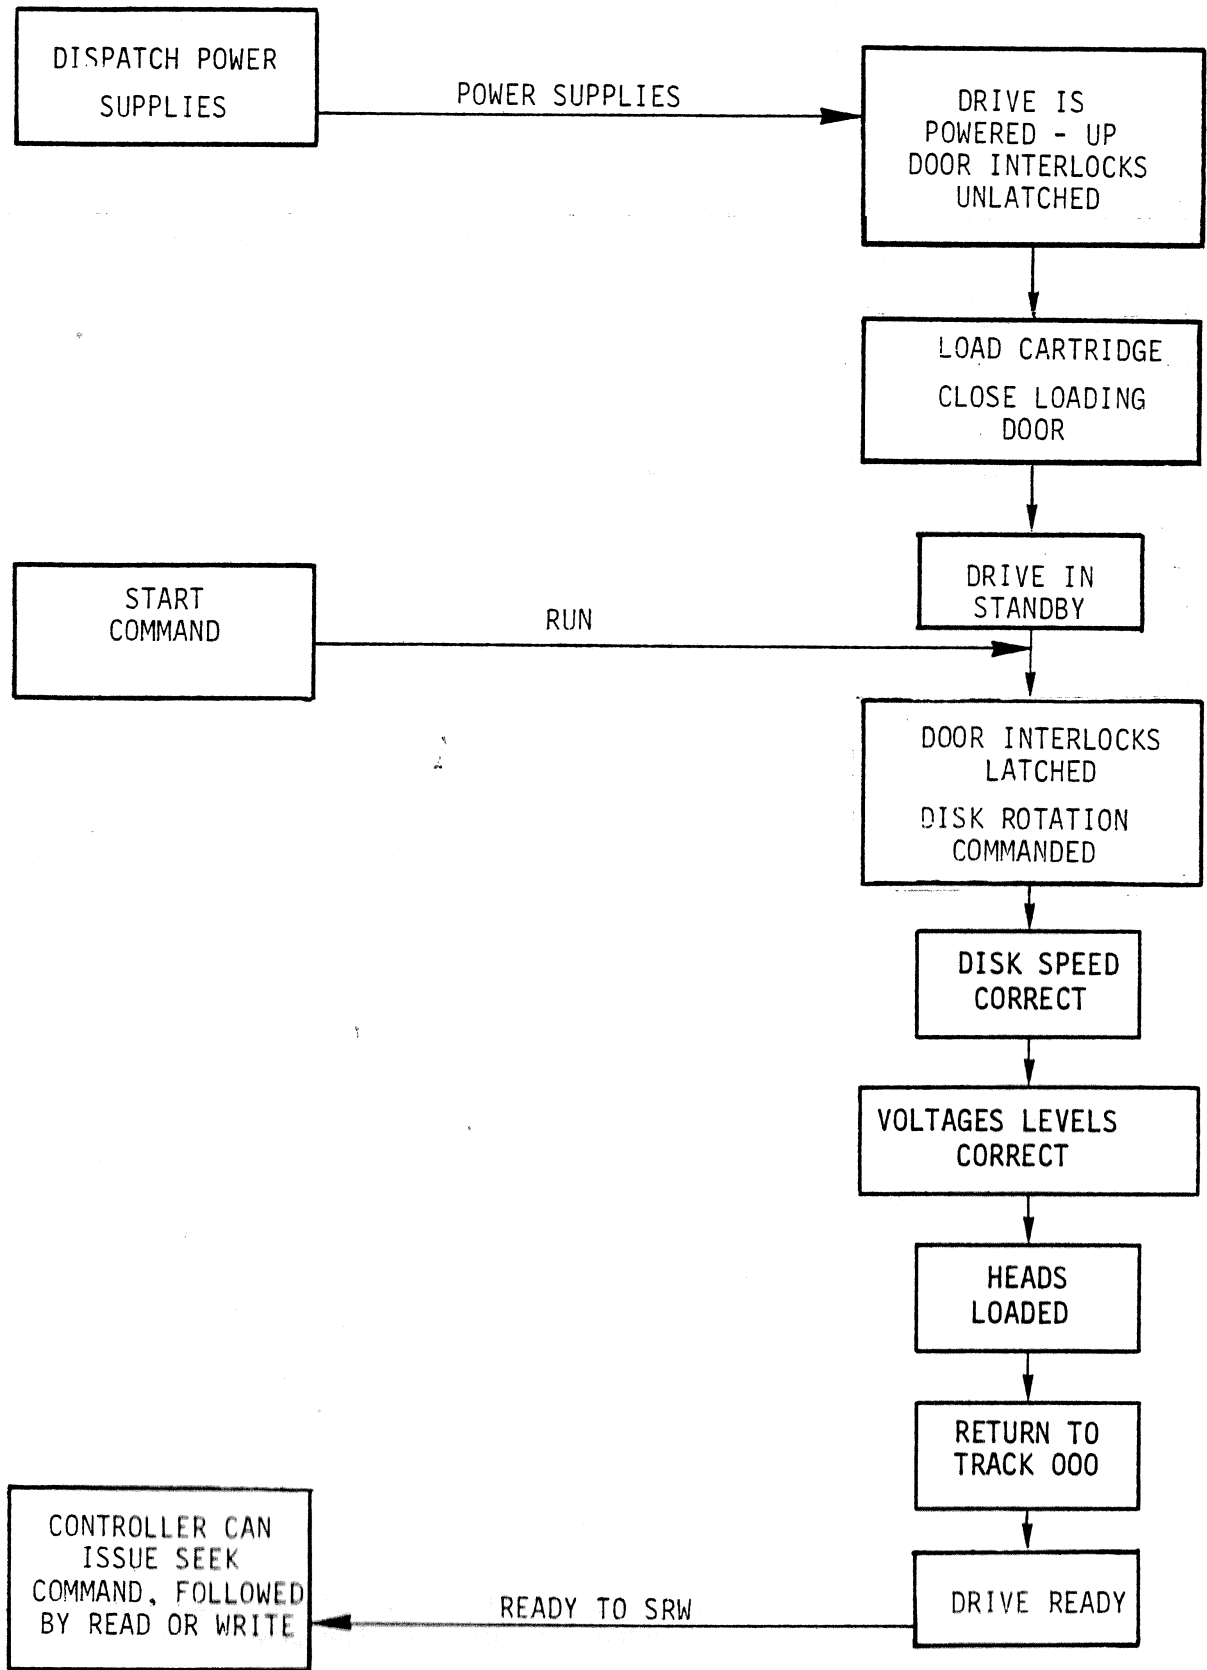 DISPATCH POWER
SUPPLIES
POWER SUPPLIES
DRIVE IS
POWERED - UP
DOOR INTERLOCKS
UNLATCHED
LOAD CARTRIDGE
CLOSE LOADING
DOOR
DRIVE IN
STANDBY
START
COMMAND
RUN
DOOR INTERLOCKS
LATCHED
DISK ROTATION
COMMANDED
DISK SPEED
CORRECT
VOLTAGES LEVELS
CORRECT
HEADS
LOADED
RETURN TO
TRACK 000
DRIVE READY
READY TO SRW
CONTROLLER CAN
ISSUE SEEK
COMMAND, FOLLOWED
BY READ OR WRITE